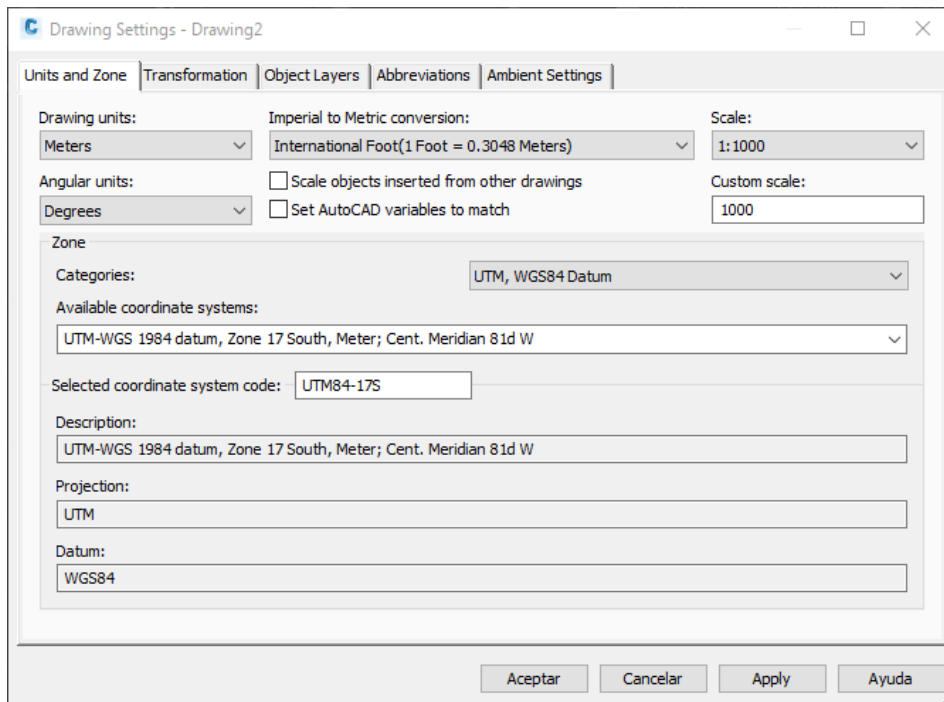 Drawing Settings - Drawing2
Units and Zone Transformation Object Layers Abbreviations Ambient Settings
Drawing units: Imperial to Metric conversion: Scale:
Meters International Foot(1 Foot = 0.3048 Meters) 1:1000
Angular units: Scale objects inserted from other drawings Custom scale:
Degrees Set AutoCAD variables to match 1000
Zone
Categories: UTM, WGS84 Datum
Available coordinate systems:
UTM-WGS 1984 datum, Zone 17 South, Meter; Cent. Meridian 81d W
Selected coordinate system code: UTM84-17S
Description:
UTM-WGS 1984 datum, Zone 17 South, Meter; Cent. Meridian 81d W
Projection:
UTM
Datum:
WGS84
Aceptar Cancelar Apply Ayuda